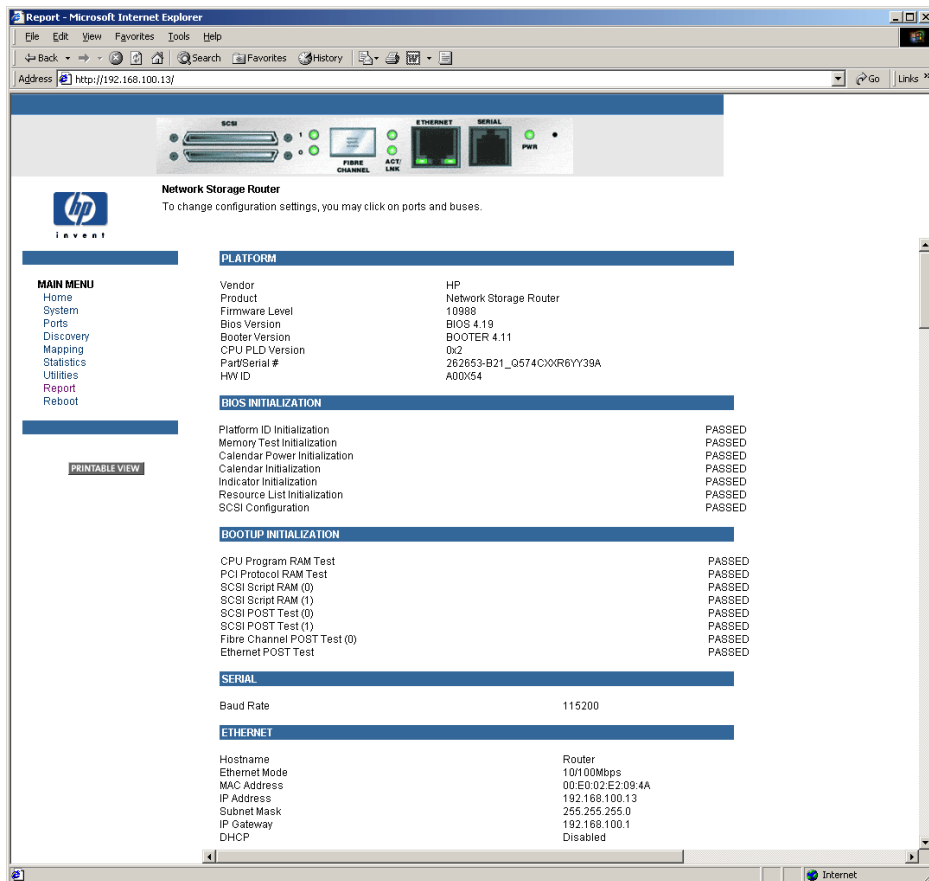 Report - Microsoft Internet Explorer
File Edit View Favorites Tools Help
Back Search Favorites History
Address http://192.168.100.13/ Go Links »
SCSI 1 0 FIBRE CHANNEL ACT/LNK ETHERNET SERIAL PWR
hp
invent
Network Storage Router
To change configuration settings, you may click on ports and buses.
MAIN MENU
Home
System
Ports
Discovery
Mapping
Statistics
Utilities
Report
Reboot
PRINTABLE VIEW
PLATFORM
Vendor HP
Product Network Storage Router
Firmware Level 10988
Bios Version BIOS 4.19
Booter Version BOOTER 4.11
CPU PLD Version 0x2
Part/Serial # 262653-B21_Q574CXXR6YY39A
HW ID A00X54
BIOS INITIALIZATION
Platform ID Initialization PASSED
Memory Test Initialization PASSED
Calendar Power Initialization PASSED
Calendar Initialization PASSED
Indicator Initialization PASSED
Resource List Initialization PASSED
SCSI Configuration PASSED
BOOTUP INITIALIZATION
CPU Program RAM Test PASSED
PCI Protocol RAM Test PASSED
SCSI Script RAM (0) PASSED
SCSI Script RAM (1) PASSED
SCSI POST Test (0) PASSED
SCSI POST Test (1) PASSED
Fibre Channel POST Test (0) PASSED
Ethernet POST Test PASSED
SERIAL
Baud Rate 115200
ETHERNET
Hostname Router
Ethernet Mode 10/100Mbps
MAC Address 00:E0:02:E2:09:4A
IP Address 192.168.100.13
Subnet Mask 255.255.255.0
IP Gateway 192.168.100.1
DHCP Disabled
Internet